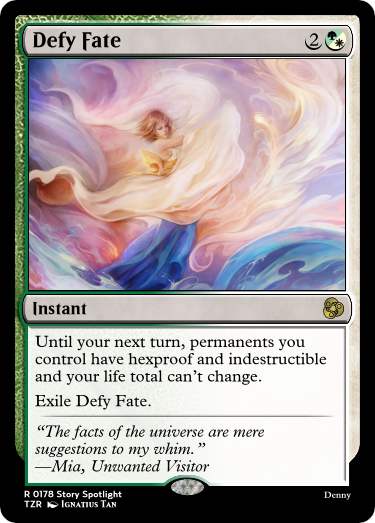 Defy Fate 2
Instant
Until your next turn, permanents you
control have hexproof and indestructible
and your life total can't change.
Exile Defy Fate.
“The facts of the universe are mere
suggestions to my whim.”
—Mia, Unwanted Visitor
R 0178 Story Spotlight
TZR Ignatius Tan
Denny